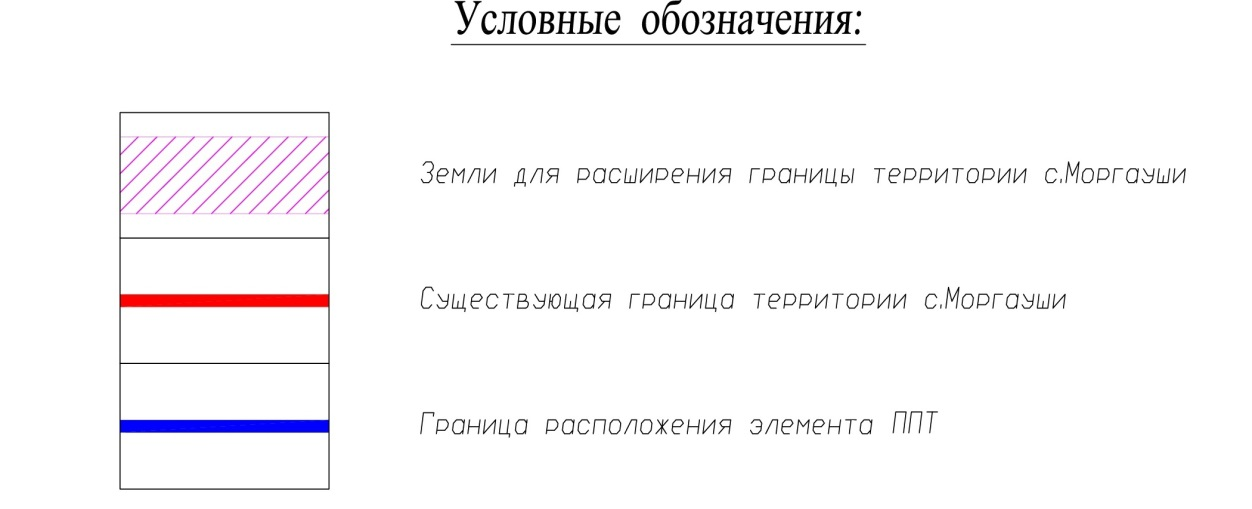 Условные обозначения:
Земли для расширения границы территории с.Моргауши
Существующая граница территории с.Моргауши
Граница расположения элемента ППТ